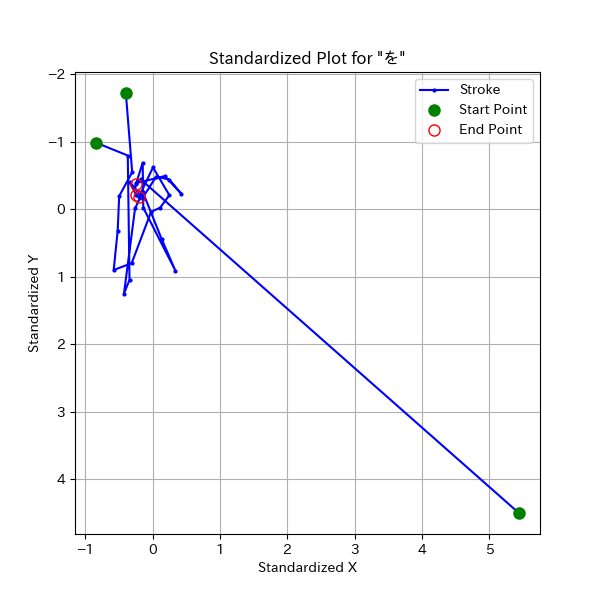 Standardized Plot for "を"
Stroke
Start Point
End Point
−2
−1
0
1
2
3
4
Standardized Y
−1 0 1 2 3 4 5
Standardized X